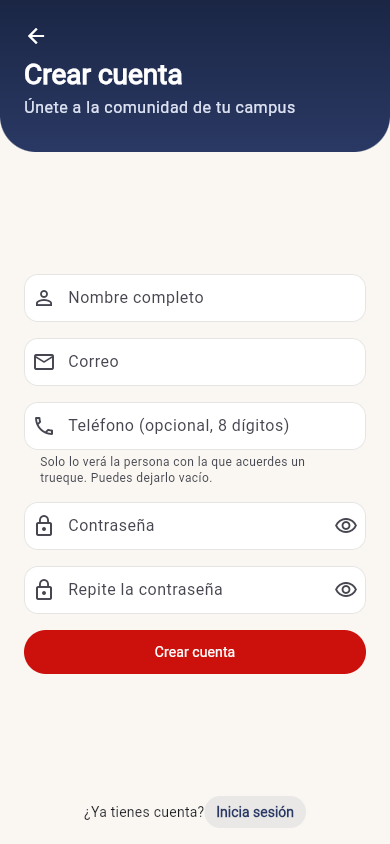 Crear cuenta
Únete a la comunidad de tu campus
Nombre completo
Correo
Teléfono (opcional, 8 dígitos)
Solo lo verá la persona con la que acuerdes un
trueque. Puedes dejarlo vacío.
Contraseña
Repite la contraseña
Crear cuenta
¿Ya tienes cuenta? Inicia sesión